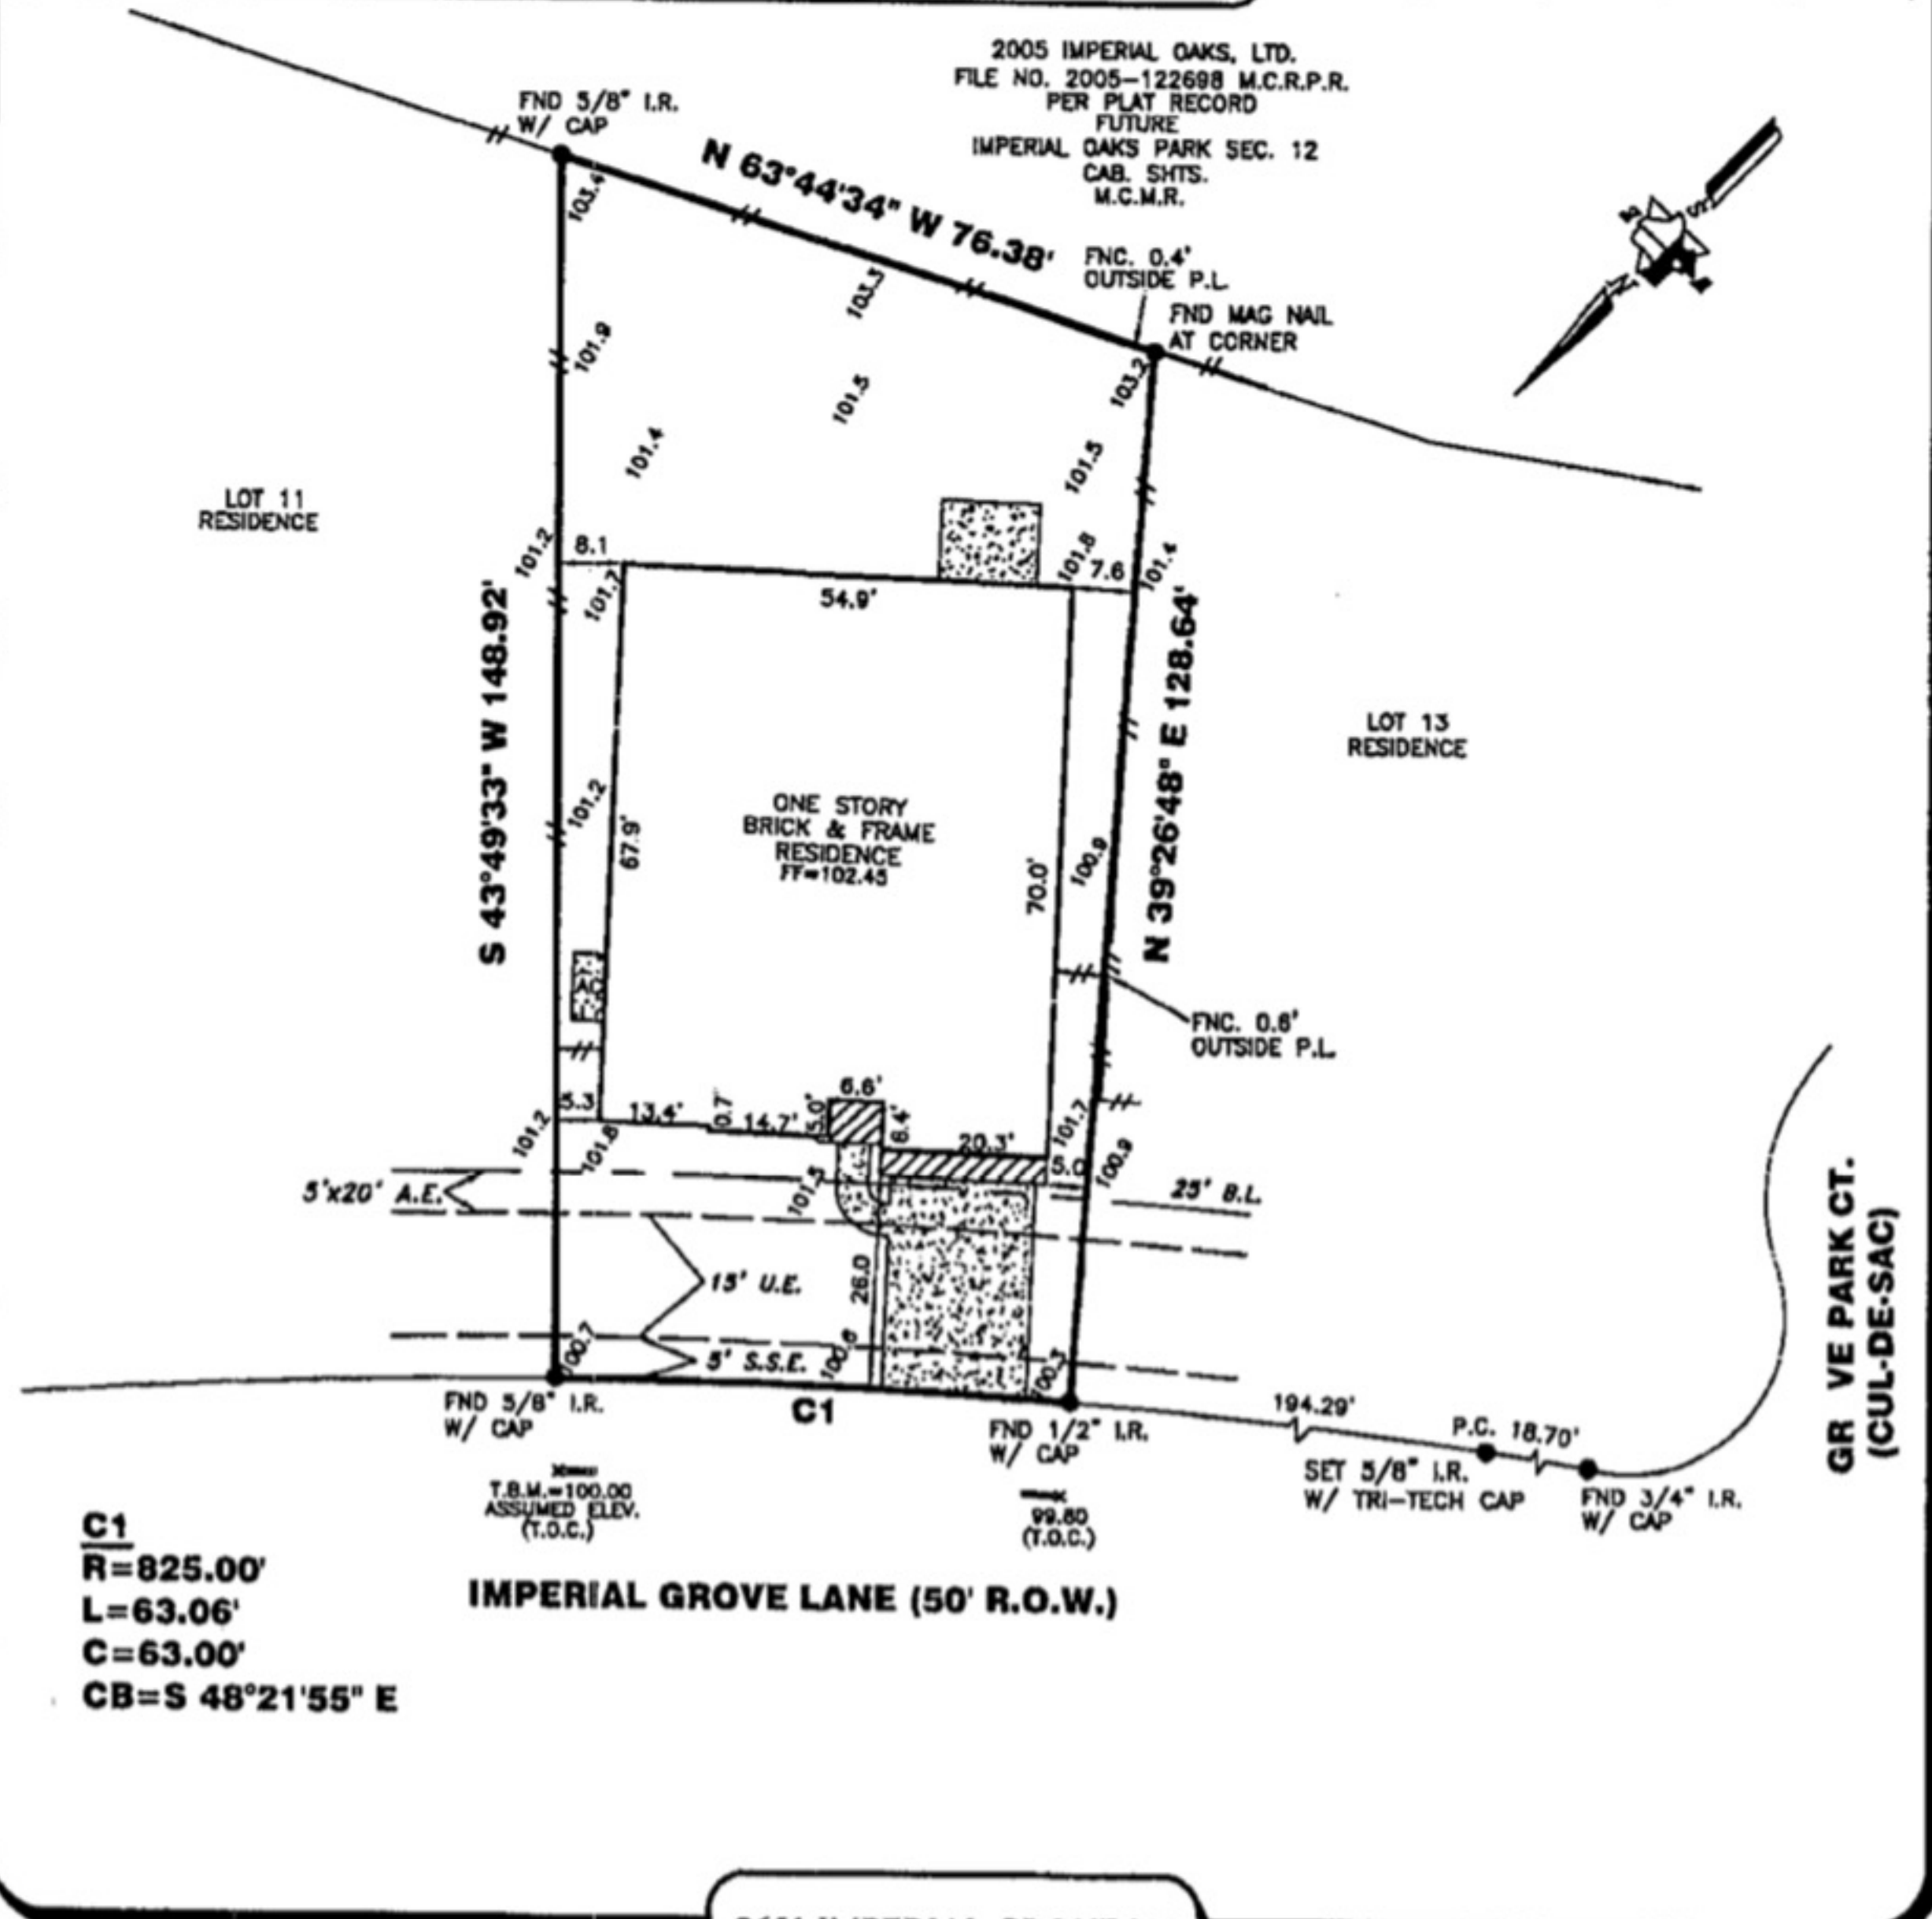 2005 IMPERIAL OAKS, LTD.
FILE NO. 2005-122698 M.C.R.P.R.
PER PLAT RECORD
FUTURE
IMPERIAL OAKS PARK SEC. 12
CAB. SHTS.
M.C.M.R.
FND 5/8" I.R.
W/ CAP
N 63°44'34" W 76.38'
FNC. 0.4'
OUTSIDE P.L.
FND MAG NAIL
AT CORNER
N
S
103.4
103.3
103.2
101.9
101.5
101.4
101.5
LOT 11
RESIDENCE
101.2
8.1
101.7
54.9'
101.8
7.6
101.4
S 43°49'33" W 148.92'
N 39°26'48" E 128.64'
LOT 13
RESIDENCE
101.2
67.9'
ONE STORY
BRICK & FRAME
RESIDENCE
FF=102.45
70.0'
100.9
AC
FNC. 0.6'
OUTSIDE P.L.
5.3
13.4'
0.7'
14.7'
5.0'
6.6'
6.4'
20.3'
101.7
5.0
100.9
101.2
101.8
101.5
5'x20' A.E.
25' B.L.
15' U.E.
26.0
5' S.S.E.
100.7
100.6
100.3
FND 5/8" I.R.
W/ CAP
C1
FND 1/2" I.R.
W/ CAP
194.29'
P.C.
18.70'
SET 5/8" I.R.
W/ TRI-TECH CAP
FND 3/4" I.R.
W/ CAP
GR VE PARK CT.
(CUL-DE-SAC)
T.B.M.=100.00
ASSUMED ELEV.
(T.O.C.)
99.80
(T.O.C.)
IMPERIAL GROVE LANE (50' R.O.W.)
C1
R=825.00'
L=63.06'
C=63.00'
CB=S 48°21'55" E